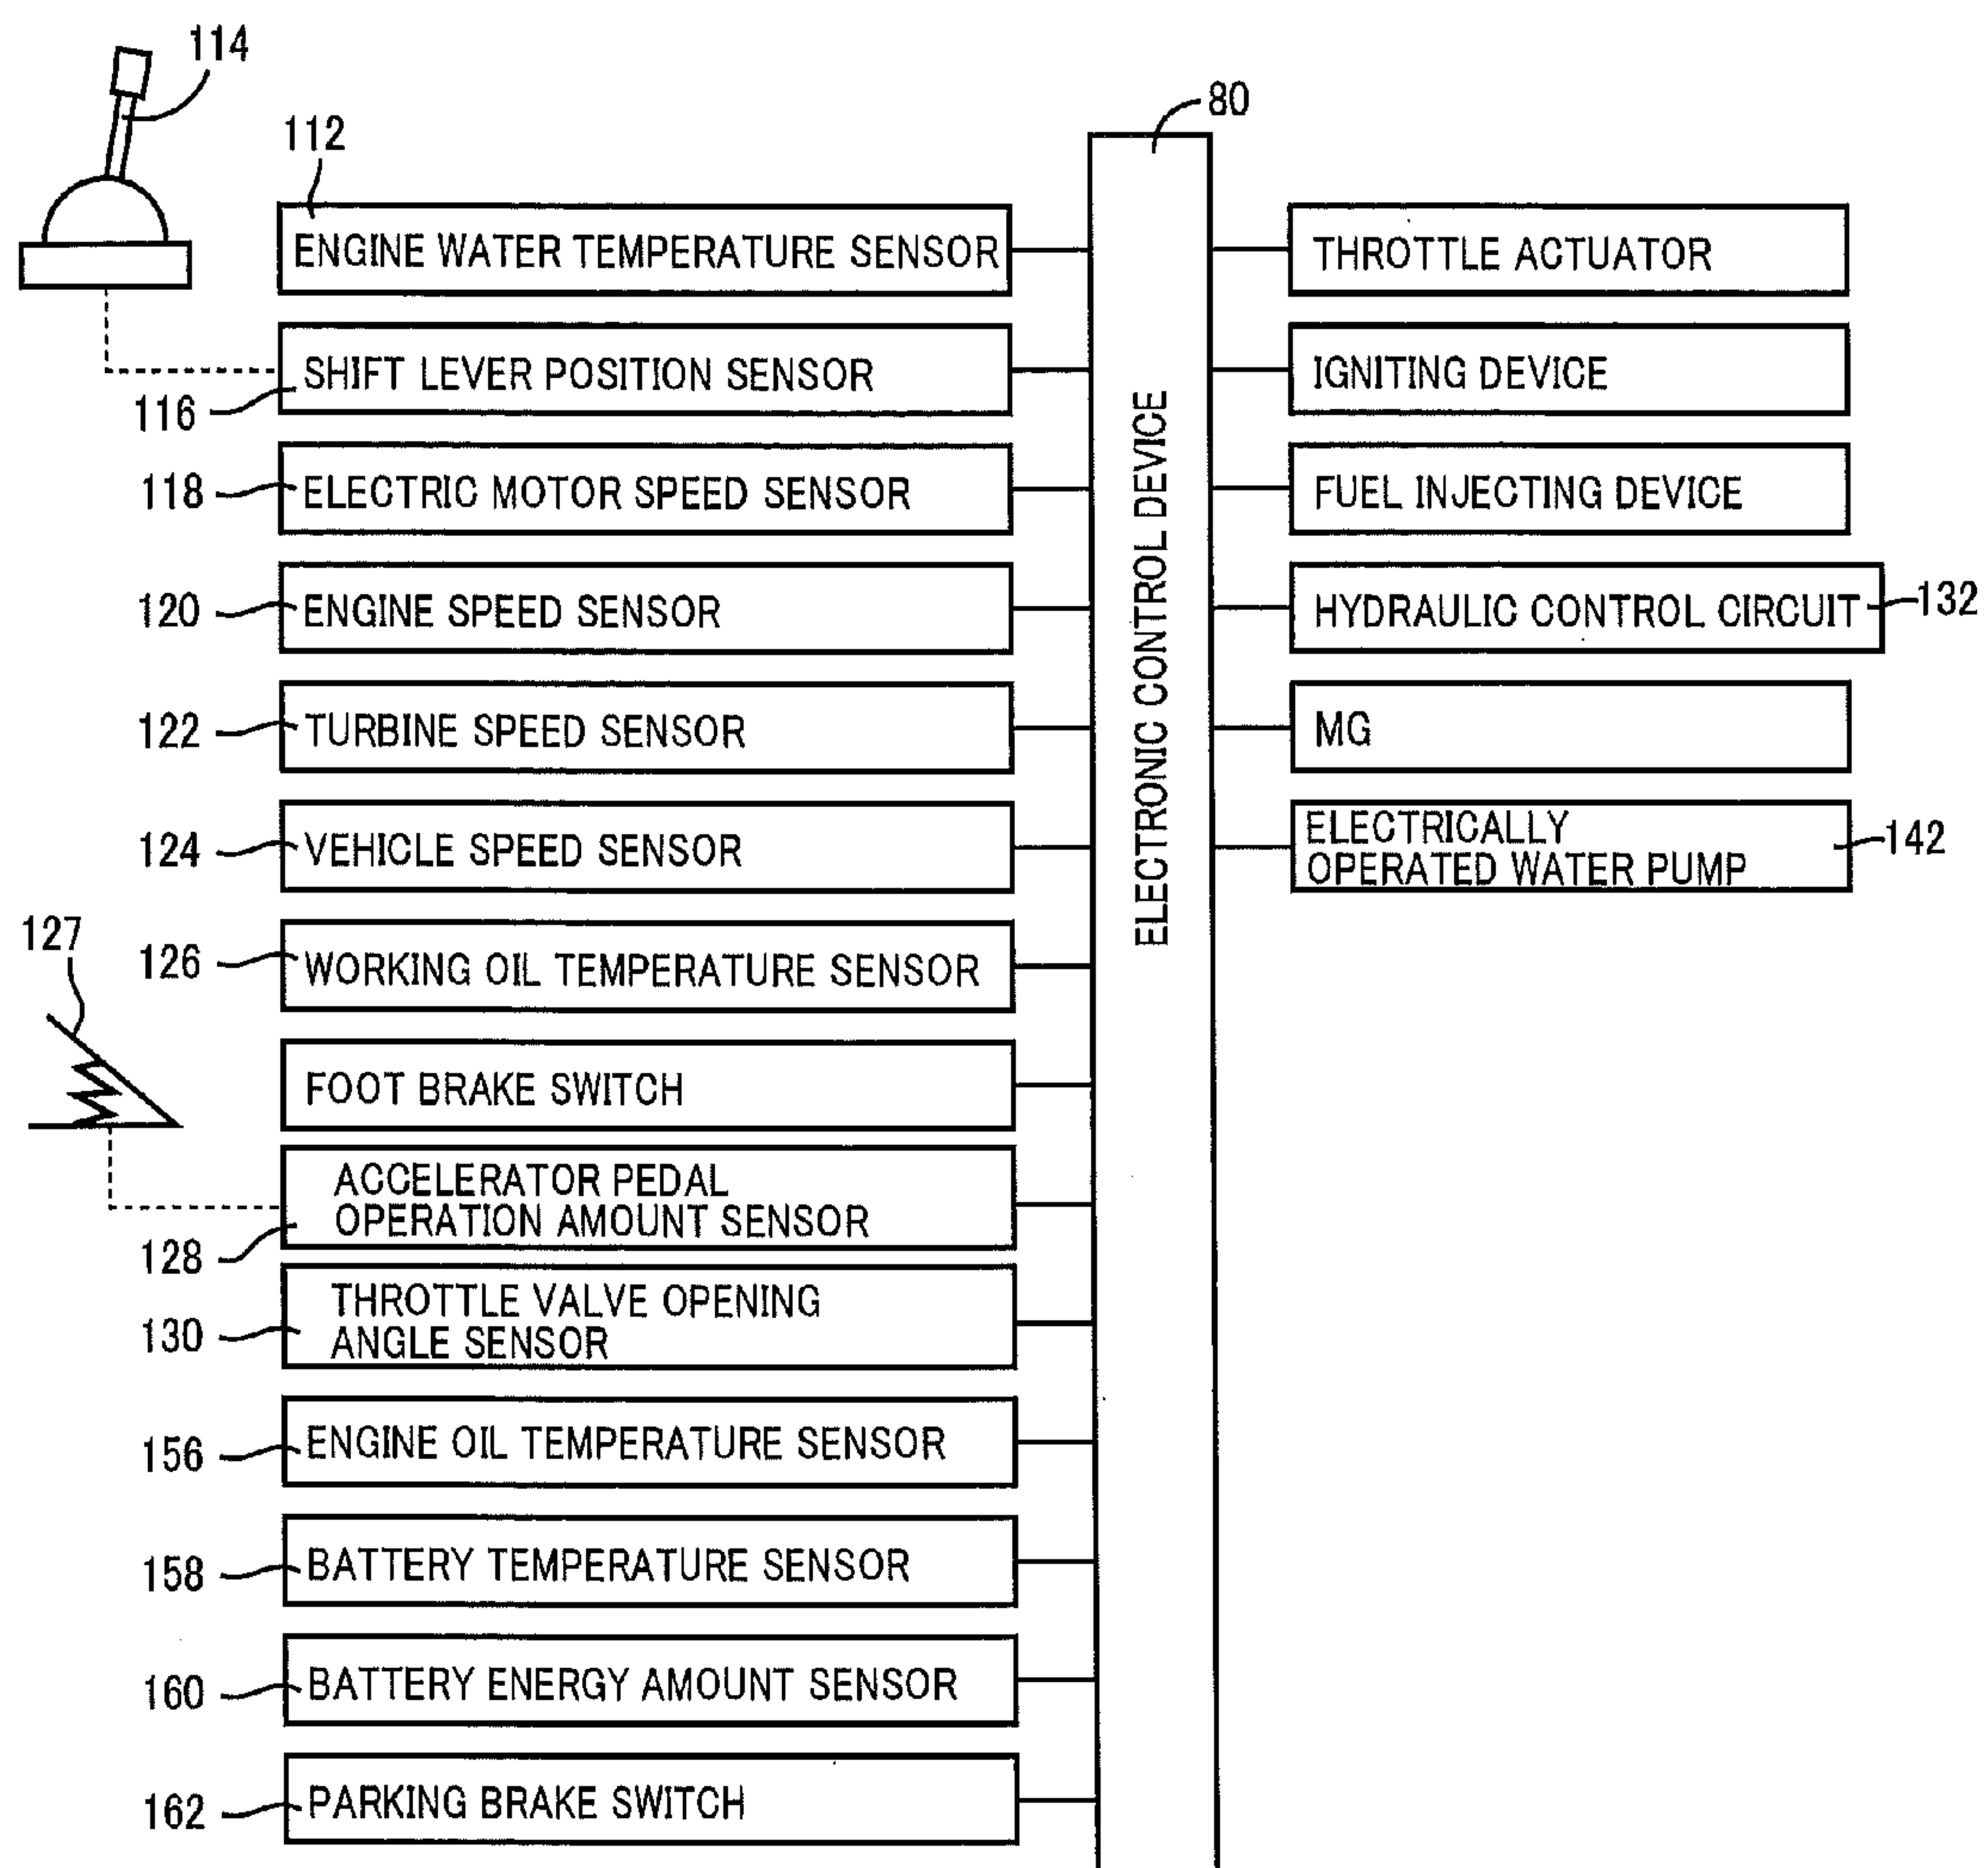 114
112
80
ENGINE WATER TEMPERATURE SENSOR
THROTTLE ACTUATOR
SHIFT LEVER POSITION SENSOR
116
IGNITING DEVICE
118
ELECTRIC MOTOR SPEED SENSOR
FUEL INJECTING DEVICE
120
ENGINE SPEED SENSOR
HYDRAULIC CONTROL CIRCUIT
132
ELECTRONIC CONTROL DEVICE
122
TURBINE SPEED SENSOR
MG
124
VEHICLE SPEED SENSOR
ELECTRICALLY
OPERATED WATER PUMP
142
127
126
WORKING OIL TEMPERATURE SENSOR
FOOT BRAKE SWITCH
ACCELERATOR PEDAL
OPERATION AMOUNT SENSOR
128
THROTTLE VALVE OPENING
ANGLE SENSOR
130
156
ENGINE OIL TEMPERATURE SENSOR
158
BATTERY TEMPERATURE SENSOR
160
BATTERY ENERGY AMOUNT SENSOR
162
PARKING BRAKE SWITCH